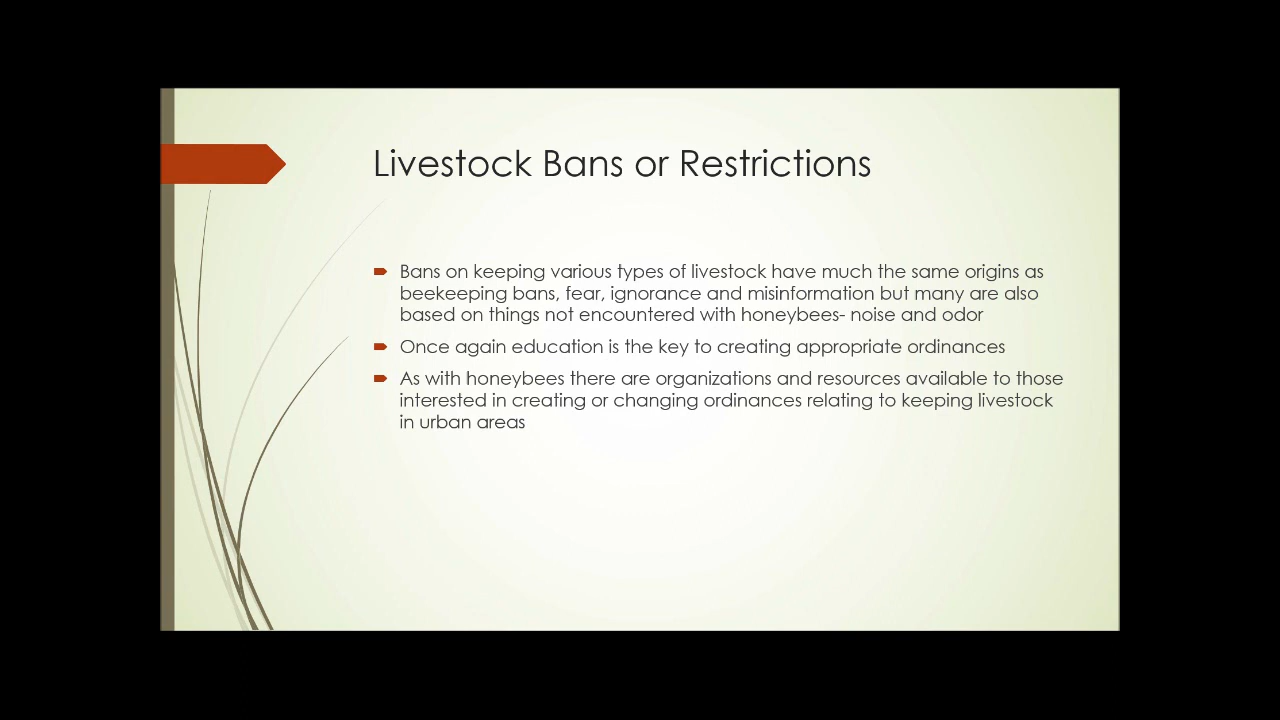 Livestock Bans or Restrictions
Bans on keeping various types of livestock have much the same origins as
beekeeping bans, fear, ignorance and misinformation but many are also
based on things not encountered with honeybees- noise and odor
Once again education is the key to creating appropriate ordinances
As with honeybees there are organizations and resources available to those
interested in creating or changing ordinances relating to keeping livestock
in urban areas